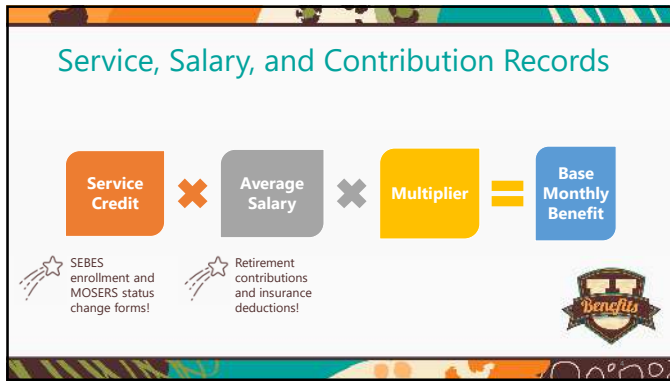 Service, Salary, and Contribution Records
Service
Credit
Average
Salary
Multiplier
Base
Monthly
Benefit
SEBES
enrollment and
MOSERS status
change forms!
Retirement
contributions
and insurance
deductions!
U
Benefits